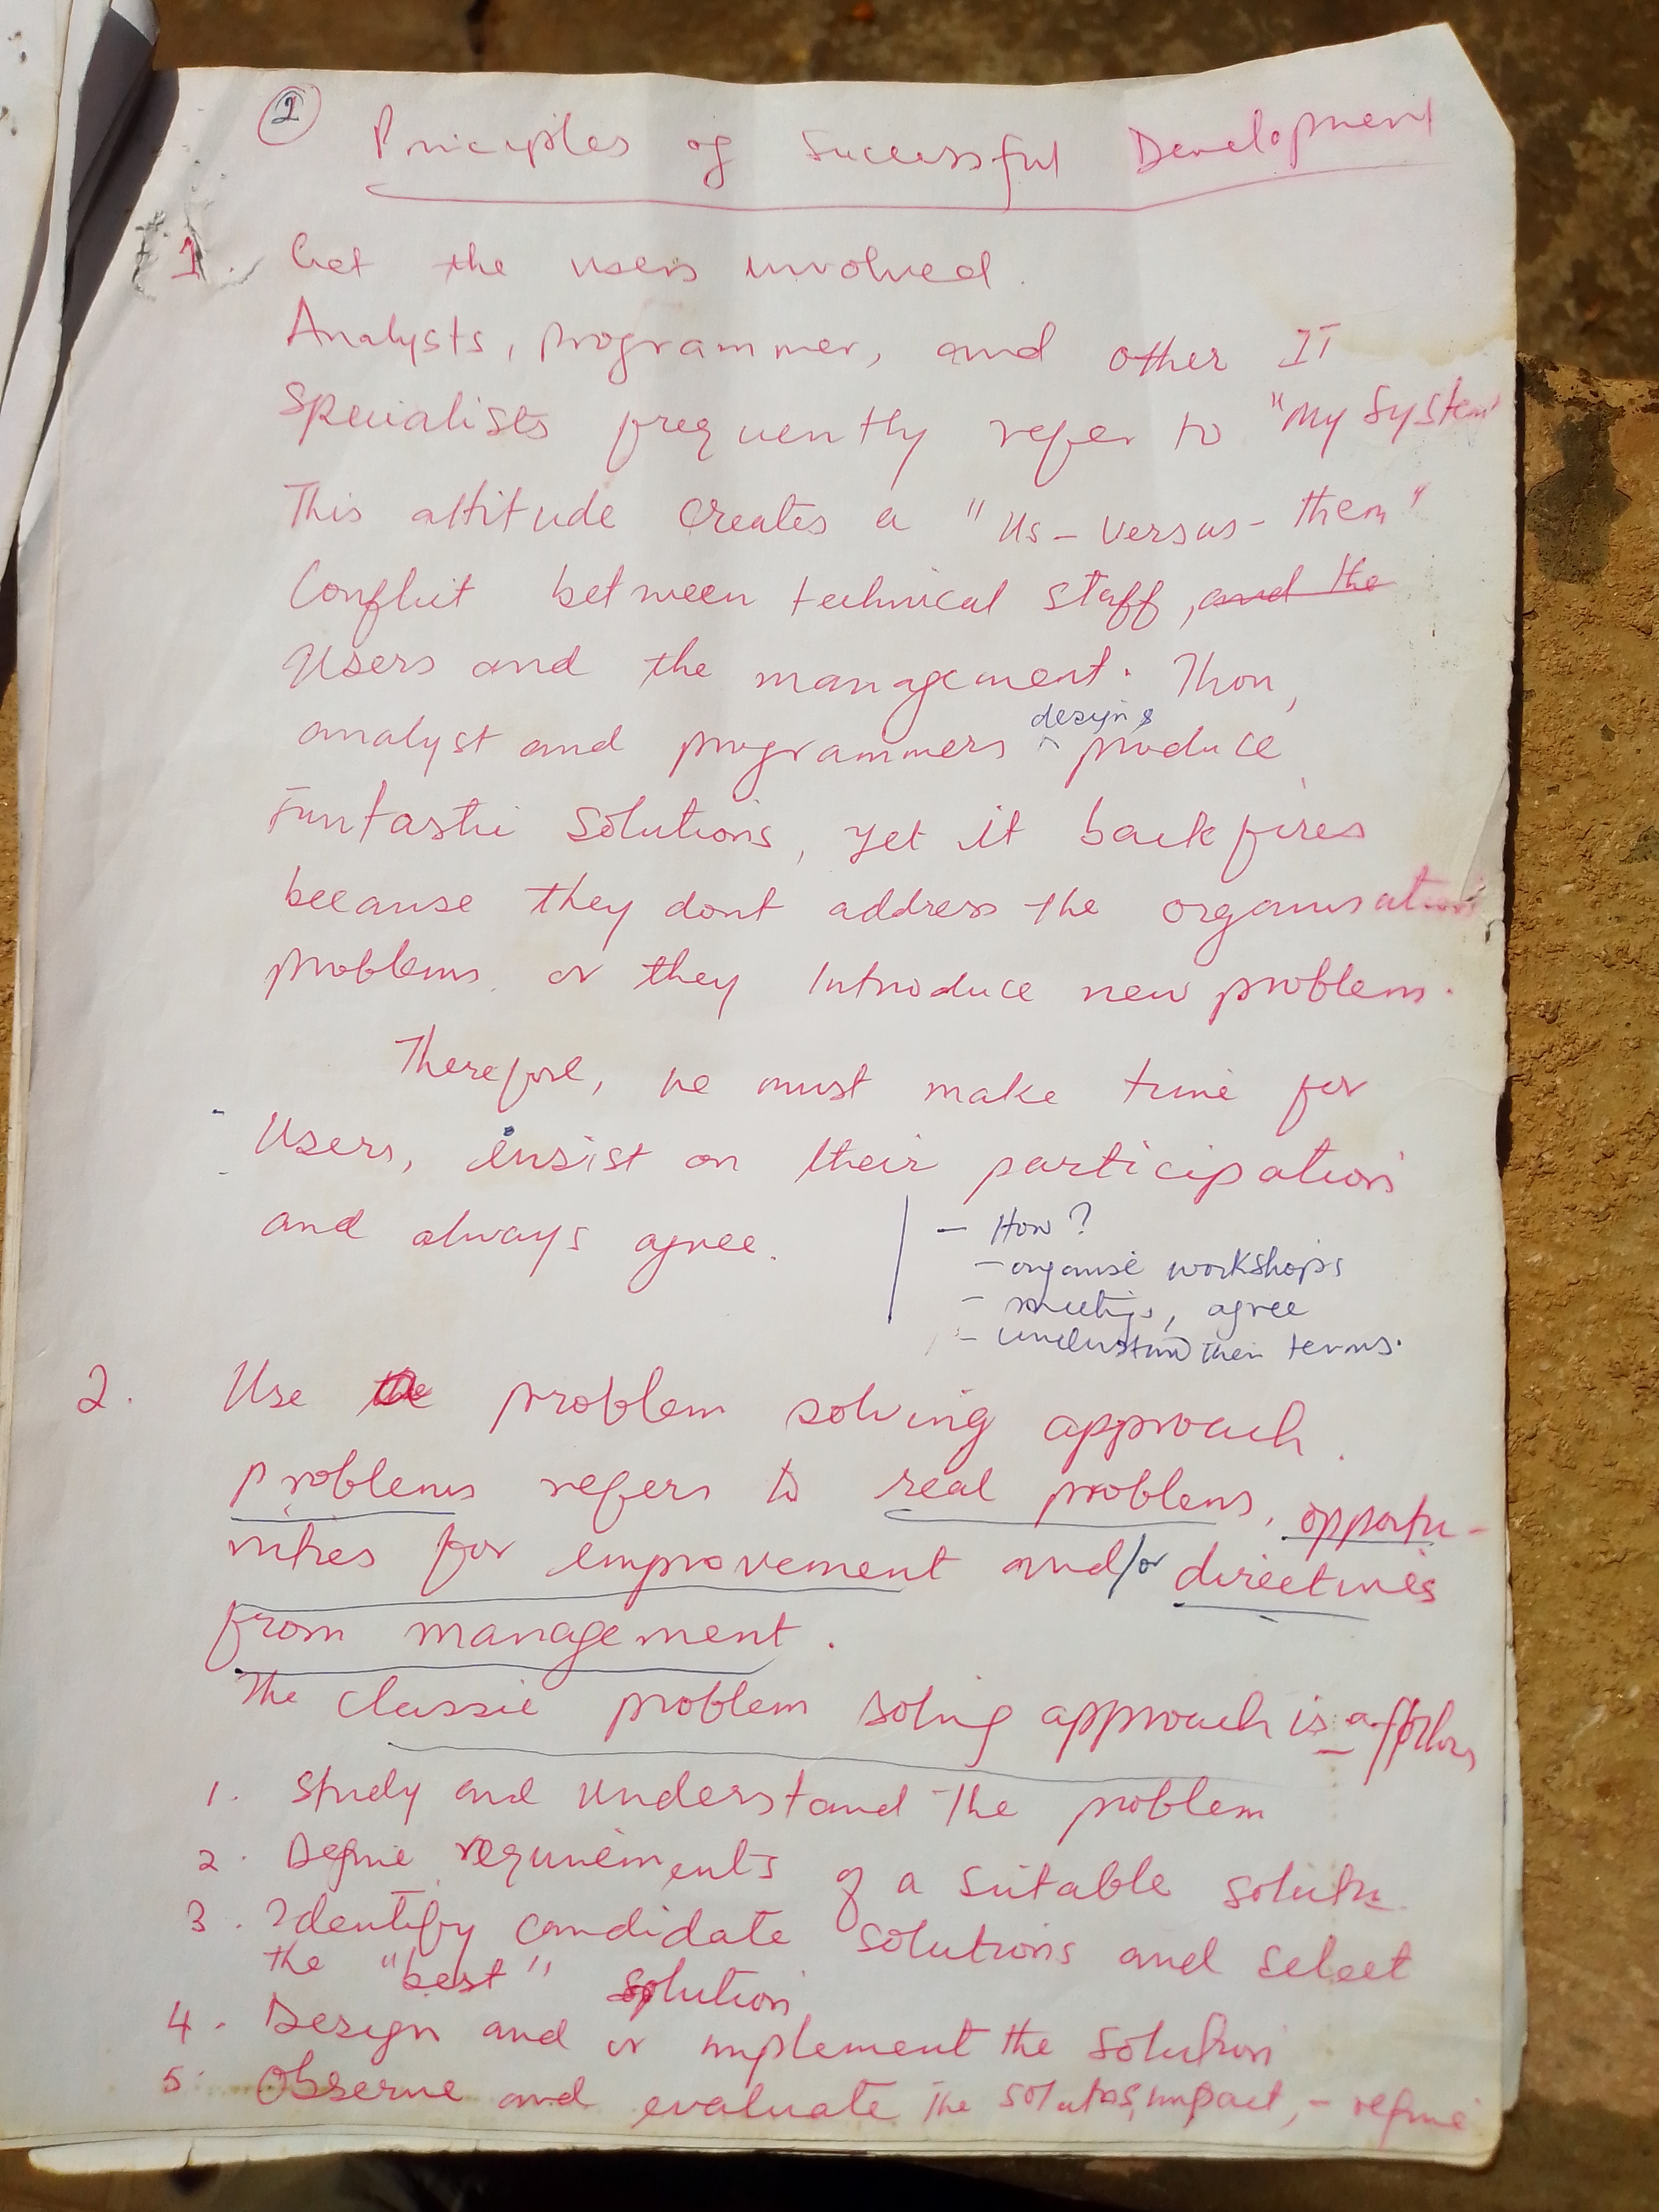 2
Principles of Successful Development
1. Get the users involved.
Analysts, programmer, and other IT
specialists frequently refer to "My System"
This attitude creates a "Us-versus-them"
Conflict between technical staff, and the
Users and the management. Thou,
designs
analyst and programmers ^ produce
Funtastic solutions, yet it back fires
because they dont address the organisation
problems or they Introduce new problems.
Therefore, we must make time for
Users, insist on their participation
and always agree.
- How?
- organise workshops
- meetings, agree
- understand their terms.
2. Use the problem solving approach.
Problems refers to real problems, opportu-
nities for improvement and/or directives
from management.
The classic problem solving approach is as follows
1. Study and understand the problem
2. Define requirements of a suitable solution
3. Identify candidate solutions and select
the "best" solution
4. Design and or implement the solution
5. Observe and evaluate the solutions impact, - refine